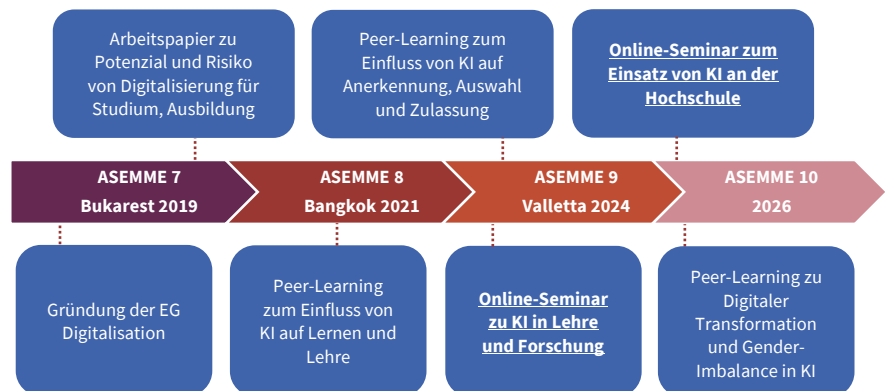 Arbeitspapier zu
Potenzial und Risiko
von Digitalisierung für
Studium, Ausbildung
Peer-Learning zum
Einfluss von KI auf
Anerkennung, Auswahl
und Zulassung
Online-Seminar zum
Einsatz von KI an der
Hochschule
ASEMME 7
Bukarest 2019
ASEMME 8
Bangkok 2021
ASEMME 9
Valletta 2024
ASEMME 10
2026
Gründung der EG
Digitalisation
Peer-Learning
zum Einfluss von
KI auf Lernen und
Lehre
Online-Seminar
zu KI in Lehre
und Forschung
Peer-Learning zu
Digitaler
Transformation
und Gender-
Imbalance in KI